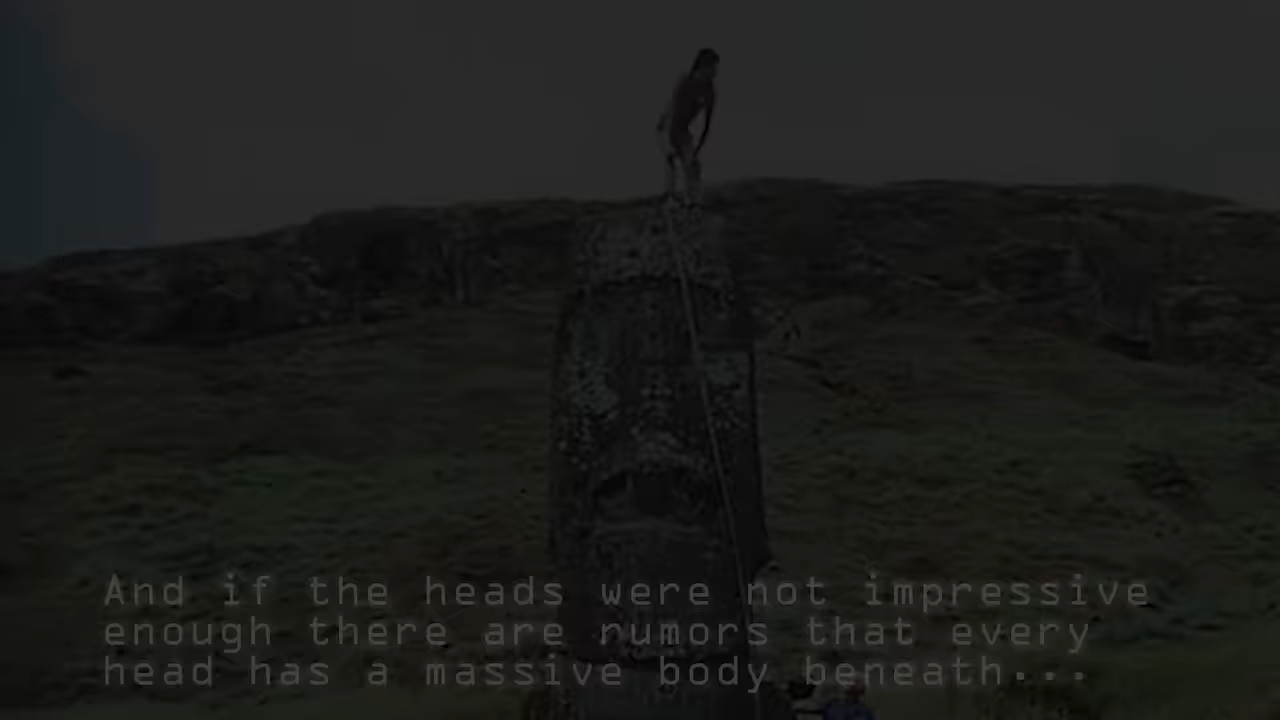 And if the heads were not impressive
enough there are rumors that every
head has a massive body beneath...